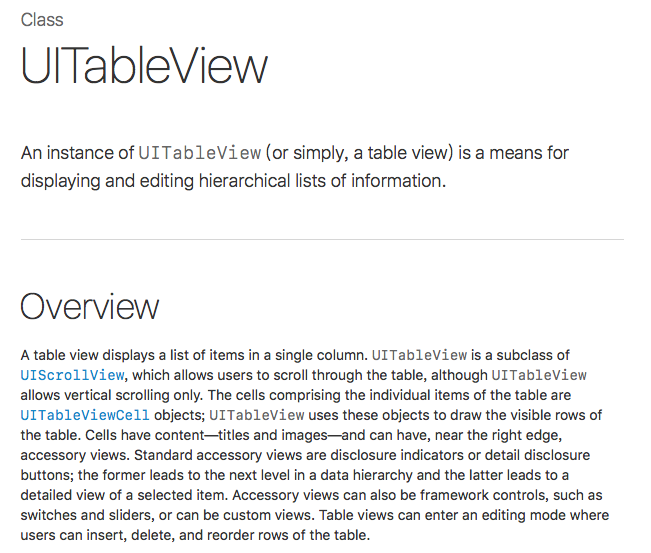 Class
UITableView
An instance of UITableView (or simply, a table view) is a means for
displaying and editing hierarchical lists of information.
Overview
A table view displays a list of items in a single column. UITableView is a subclass of
UIScrollView, which allows users to scroll through the table, although UITableView
allows vertical scrolling only. The cells comprising the individual items of the table are
UITableViewCell objects; UITableView uses these objects to draw the visible rows of
the table. Cells have content—titles and images—and can have, near the right edge,
accessory views. Standard accessory views are disclosure indicators or detail disclosure
buttons; the former leads to the next level in a data hierarchy and the latter leads to a
detailed view of a selected item. Accessory views can also be framework controls, such as
switches and sliders, or can be custom views. Table views can enter an editing mode where
users can insert, delete, and reorder rows of the table.